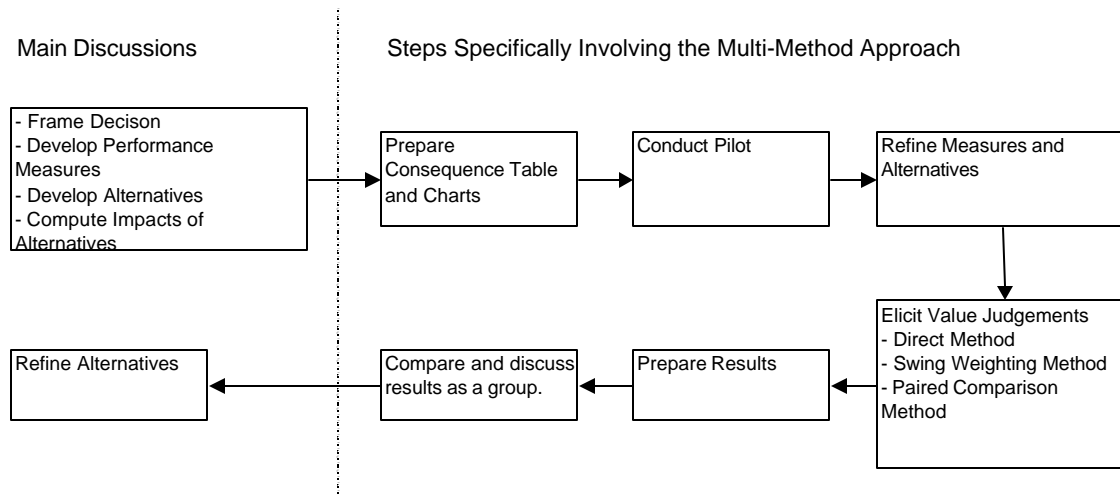 Main Discussions
Steps Specifically Involving the Multi-Method Approach
- Frame Decison
- Develop Performance
Measures
- Develop Alternatives
- Compute Impacts of
Alternatives
Prepare
Consequence Table
and Charts
Conduct Pilot
Refine Measures and
Alternatives
Elicit Value Judgements
- Direct Method
- Swing Weighting Method
- Paired Comparison
Method
Prepare Results
Compare and discuss
results as a group.
Refine Alternatives